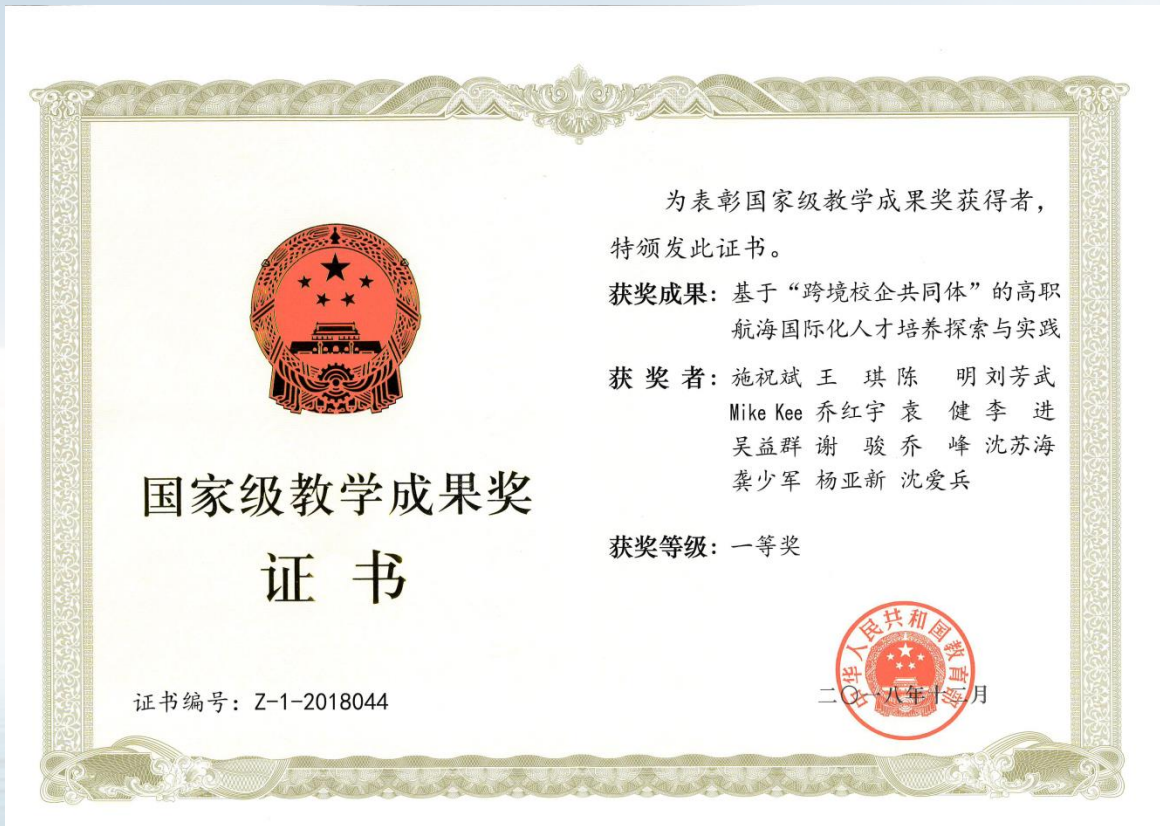 国家级教学成果奖
证 书
证书编号：Z-1-2018044
为表彰国家级教学成果奖获得者，
特颁发此证书。
获奖成果：基于“跨境校企共同体”的高职
航海国际化人才培养探索与实践
获 奖 者：施祝斌 王 琪 陈 明 刘芳武
Mike Kee 乔红宇 袁 健 李 进
吴益群 谢 骏 乔 峰 沈苏海
龚少军 杨亚新 沈爱兵
获奖等级：一等奖
中华人民共和国教育部
二〇一八年十二月